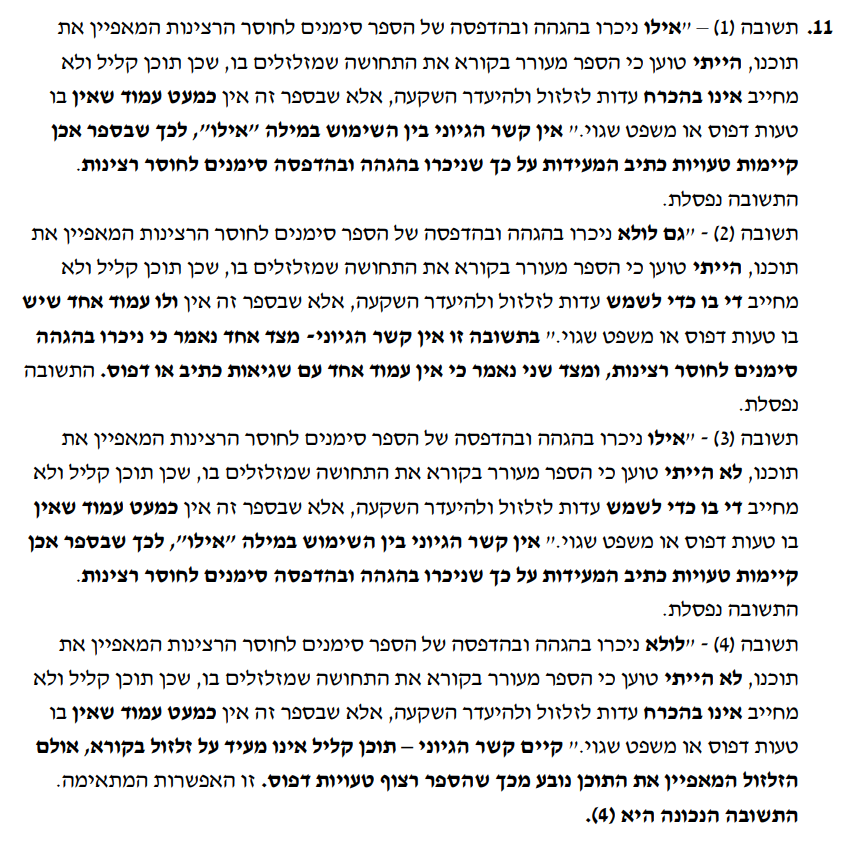 11. תשובה (1) – "אילו ניכרו בהגהה ובהדפסה של הספר סימנים לחוסר הרצינות המאפיין את
תוכנו, הייתי טוען כי הספר מעורר בקורא את התחושה שמזלזלים בו, שכן תוכן קליל ולא
מחייב אינו בהכרח עדות לזלזול ולהיעדר השקעה, אלא שבספר זה אין כמעט עמוד שאין בו
טעות דפוס או משפט שגוי." אין קשר הגיוני בין השימוש במילה "אילו", לכך שבספר אכן
קיימות טעויות כתיב המעידות על כך שניכרו בהגהה ובהדפסה סימנים לחוסר רצינות.
התשובה נפסלת.
תשובה (2) - "גם לולא ניכרו בהגהה ובהדפסה של הספר סימנים לחוסר הרצינות המאפיין את
תוכנו, הייתי טוען כי הספר מעורר בקורא את התחושה שמזלזלים בו, שכן תוכן קליל ולא
מחייב די בו כדי לשמש עדות לזלזול ולהיעדר השקעה, אלא שבספר זה אין ולו עמוד אחד שיש
בו טעות דפוס או משפט שגוי." בתשובה זו אין קשר הגיוני- מצד אחד נאמר כי ניכרו בהגהה
סימנים לחוסר רצינות, ומצד שני נאמר כי אין עמוד אחד עם שגיאות כתיב או דפוס. התשובה
נפסלת.
תשובה (3) - "אילו ניכרו בהגהה ובהדפסה של הספר סימנים לחוסר הרצינות המאפיין את
תוכנו, לא הייתי טוען כי הספר מעורר בקורא את התחושה שמזלזלים בו, שכן תוכן קליל ולא
מחייב די בו כדי לשמש עדות לזלזול ולהיעדר השקעה, אלא שבספר זה אין כמעט עמוד שאין
בו טעות דפוס או משפט שגוי." אין קשר הגיוני בין השימוש במילה "אילו", לכך שבספר אכן
קיימות טעויות כתיב המעידות על כך שניכרו בהגהה ובהדפסה סימנים לחוסר רצינות.
התשובה נפסלת.
תשובה (4) - "לולא ניכרו בהגהה ובהדפסה של הספר סימנים לחוסר הרצינות המאפיין את
תוכנו, לא הייתי טוען כי הספר מעורר בקורא את התחושה שמזלזלים בו, שכן תוכן קליל ולא
מחייב אינו בהכרח עדות לזלזול ולהיעדר השקעה, אלא שבספר זה אין כמעט עמוד שאין בו
טעות דפוס או משפט שגוי." קיים קשר הגיוני – תוכן קליל אינו מעיד על זלזול בקורא, אולם
הזלזול המאפיין את התוכן נובע מכך שהספר רצוף טעויות דפוס. זו האפשרות המתאימה.
התשובה הנכונה היא (4).